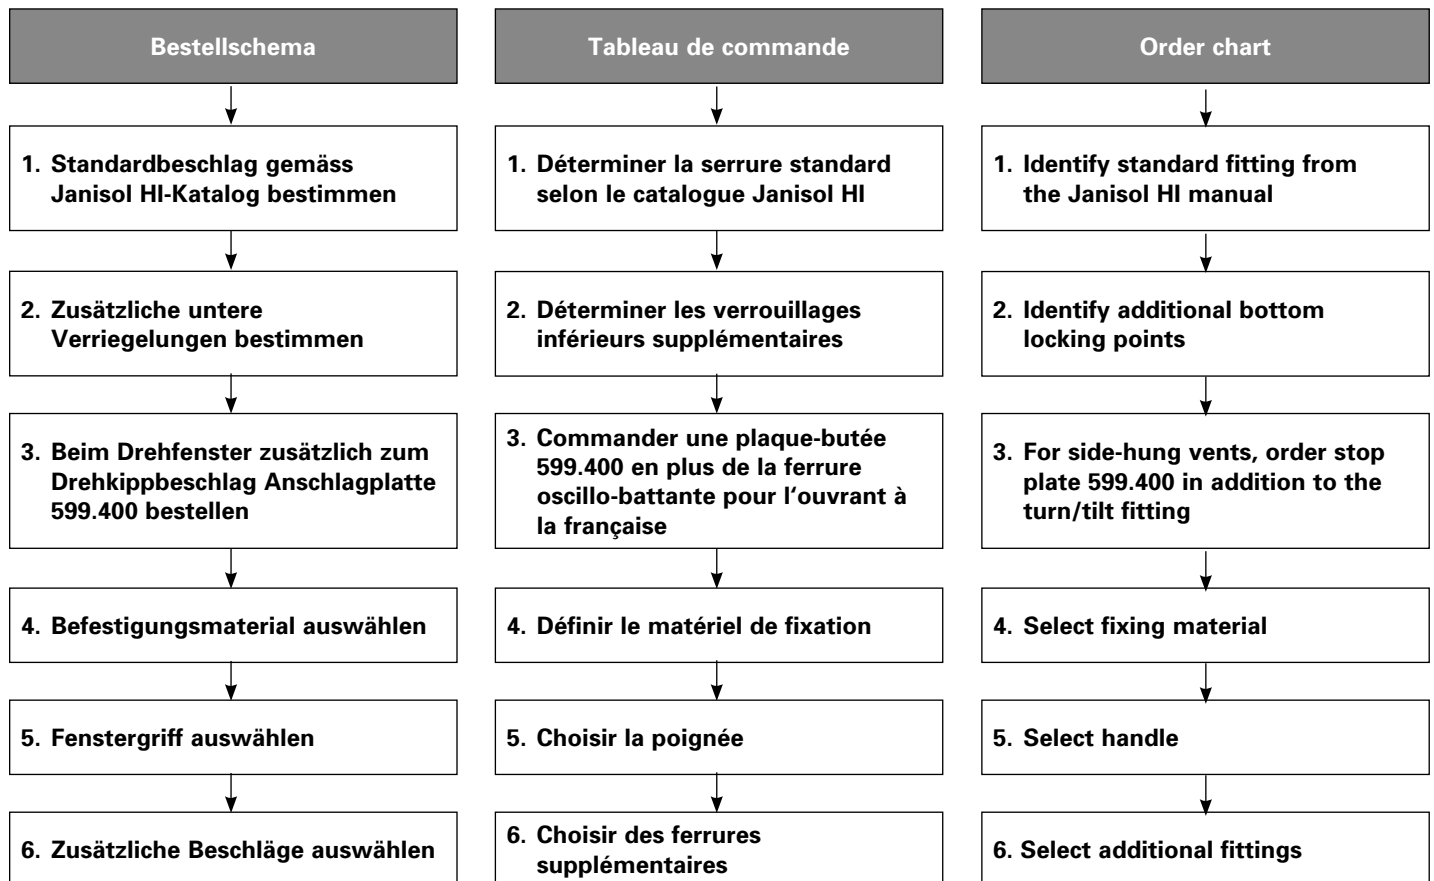 Bestellschema
1. Standardbeschlag gemäss
Janisol HI-Katalog bestimmen
2. Zusätzliche untere
Verriegelungen bestimmen
3. Beim Drehfenster zusätzlich zum
Drehkippbeschlag Anschlagplatte
599.400 bestellen
4. Befestigungsmaterial auswählen
5. Fenstergriff auswählen
6. Zusätzliche Beschläge auswählen
Tableau de commande
1. Déterminer la serrure standard
selon le catalogue Janisol HI
2. Déterminer les verrouillages
inférieurs supplémentaires
3. Commander une plaque-butée
599.400 en plus de la ferrure
oscillo-battante pour l‘ouvrant à
la française
4. Définir le matériel de fixation
5. Choisir la poignée
6. Choisir des ferrures
supplémentaires
Order chart
1. Identify standard fitting from
the Janisol HI manual
2. Identify additional bottom
locking points
3. For side-hung vents, order stop
plate 599.400 in addition to the
turn/tilt fitting
4. Select fixing material
5. Select handle
6. Select additional fittings